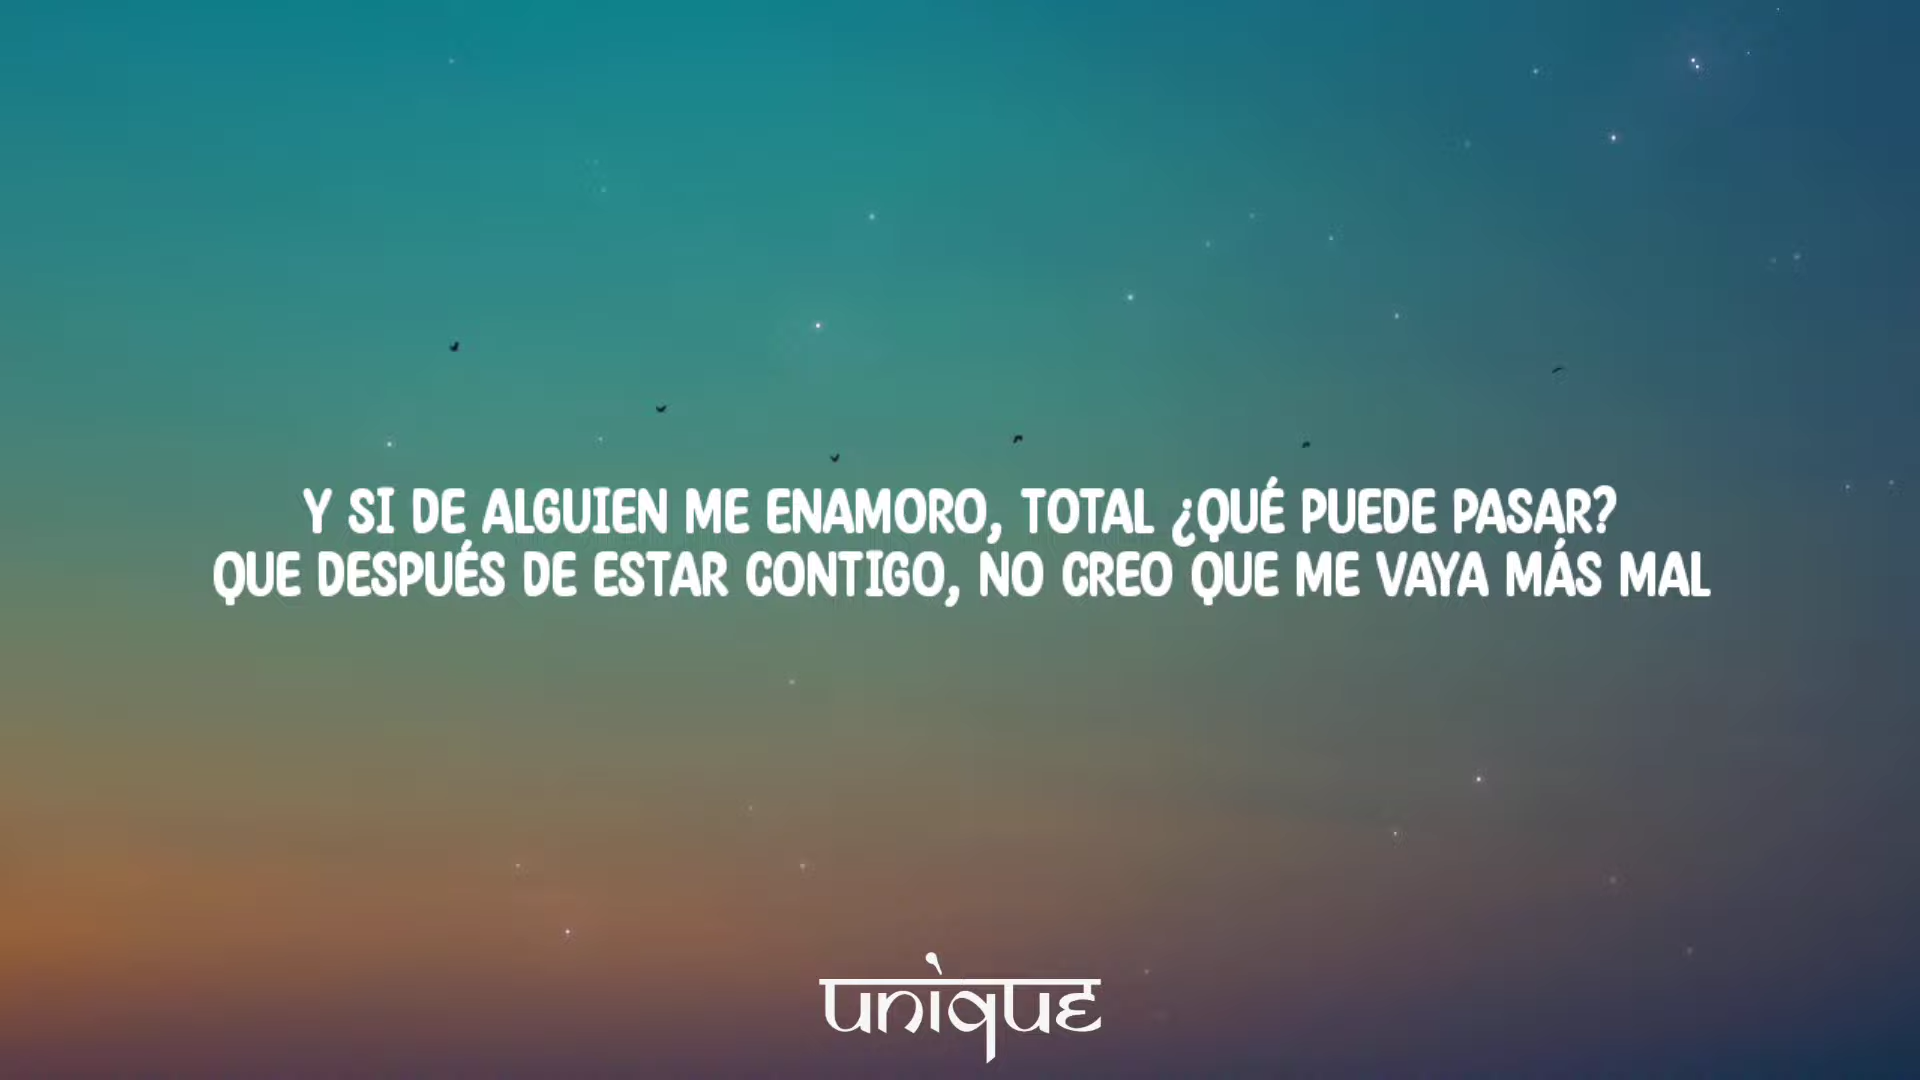 Y SI DE ALGUIEN ME ENAMORO, TOTAL ¿QUÉ PUEDE PASAR?
QUE DESPUÉS DE ESTAR CONTIGO, NO CREO QUE ME VAYA MÁS MAL
unique